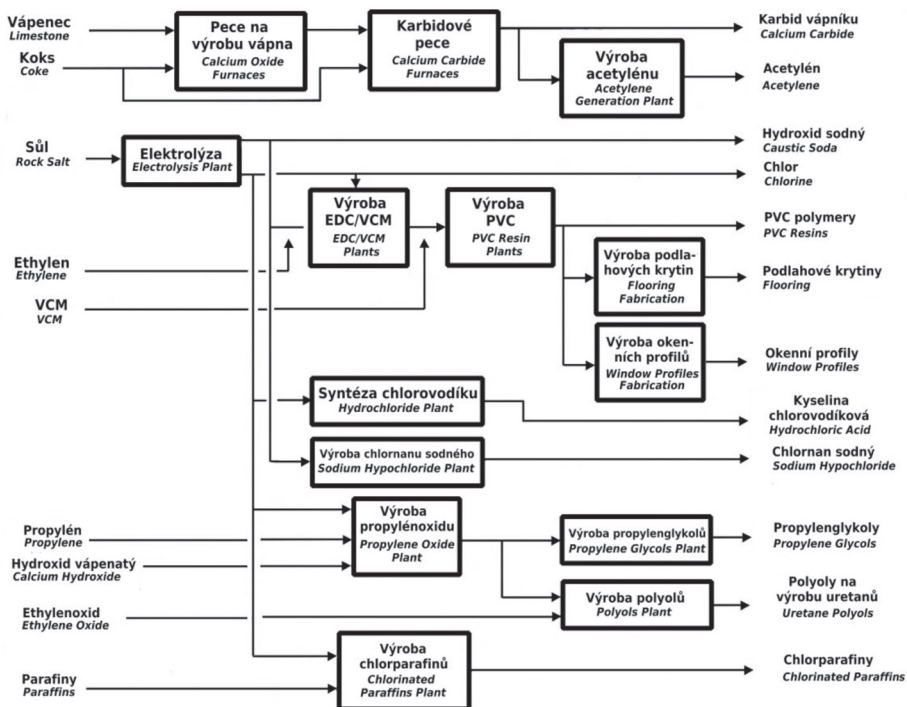 Vápenec
Limestone
Koks
Coke
Pece na
výrobu vápna
Calcium Oxide
Furnaces
Karbidové
pece
Calcium Carbide
Furnaces
Karbid vápníku
Calcium Carbide
Výroba
acetylénu
Acetylene
Generation Plant
Acetylén
Acetylene
Sůl
Rock Salt
Elektrolýza
Electrolysis Plant
Hydroxid sodný
Caustic Soda
Chlor
Chlorine
Výroba
EDC/VCM
EDC/VCM
Plants
Výroba
PVC
PVC Resin
Plants
PVC polymery
PVC Resins
Ethylen
Ethylene
Výroba podla-
hových krytin
Flooring
Fabrication
Podlahové krytiny
Flooring
VCM
VCM
Výroba oken-
ních profilů
Window Profiles
Fabrication
Okenní profily
Window Profiles
Syntéza chlorovodíku
Hydrochloride Plant
Kyselina
chlorovodíková
Hydrochloric Acid
Výroba chlornanu sodného
Sodium Hypochloride Plant
Chlornan sodný
Sodium Hypochloride
Propylén
Propylene
Výroba
propylénoxidu
Propylene Oxide
Plant
Výroba propylenglykolů
Propylene Glycols Plant
Propylenglykoly
Propylene Glycols
Hydroxid vápenatý
Calcium Hydroxide
Ethylenoxid
Ethylene Oxide
Výroba polyolů
Polyols Plant
Polyoly na
výrobu uretanů
Uretane Polyols
Parafiny
Paraffins
Výroba
chlorparafinů
Chlorinated
Paraffins Plant
Chlorparafiny
Chlorinated Paraffins